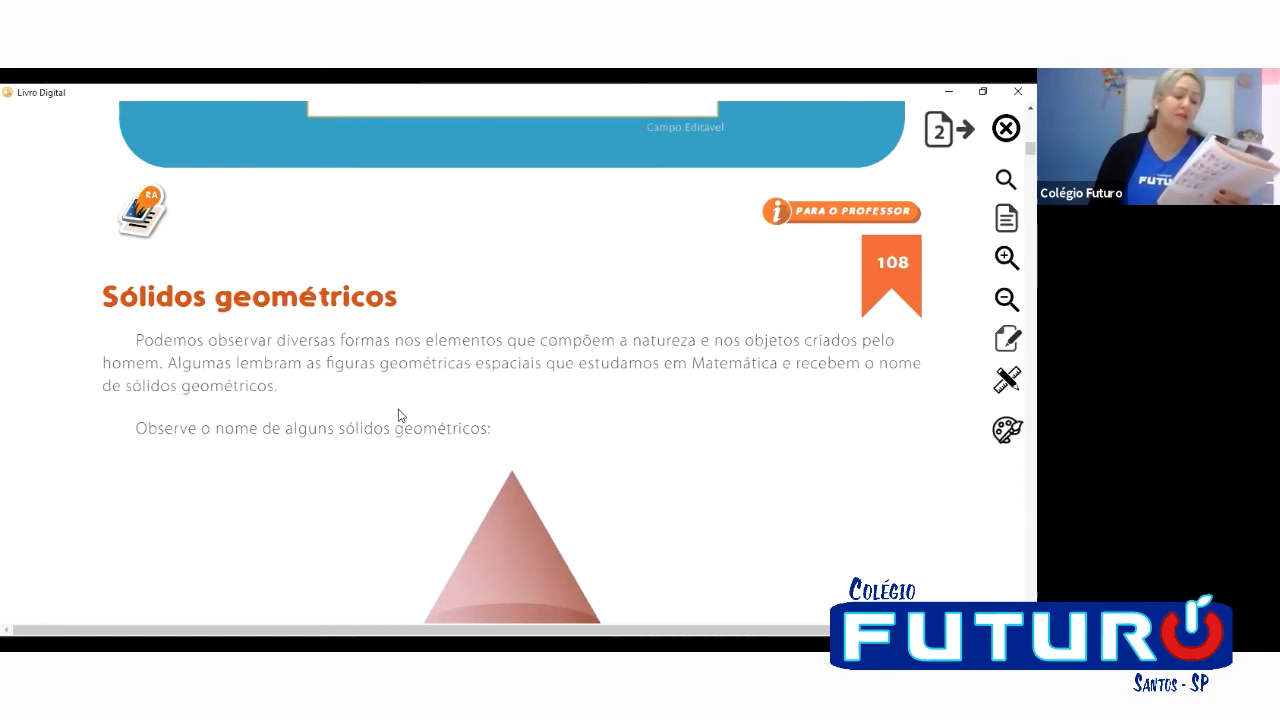 Livro Digital
Campo Editável
2
RA
i PARA O PROFESSOR
108
Sólidos geométricos
Podemos observar diversas formas nos elementos que compõem a natureza e nos objetos criados pelo
homem. Algumas lembram as figuras geométricas espaciais que estudamos em Matemática e recebem o nome
de sólidos geométricos.
Observe o nome de alguns sólidos geométricos:
FUTU
Colégio Futuro
COLÉGIO
FUTURO
SANTOS - SP